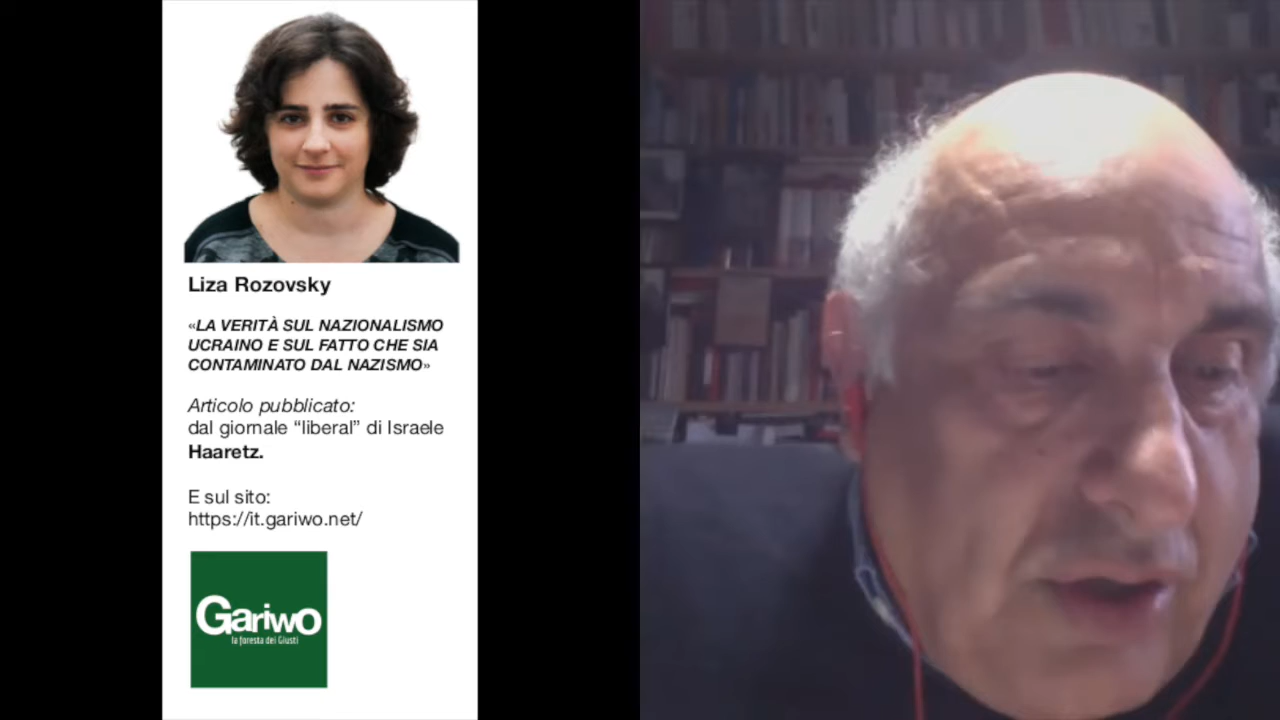 Liza Rozovsky
«LA VERITÀ SUL NAZIONALISMO
UCRAINO E SUL FATTO CHE SIA
CONTAMINATO DAL NAZISMO»
Articolo pubblicato:
dal giornale “liberal” di Israele
Haaretz.
E sul sito:
https://it.gariwo.net/
Gariwo
la foresta dei Giusti